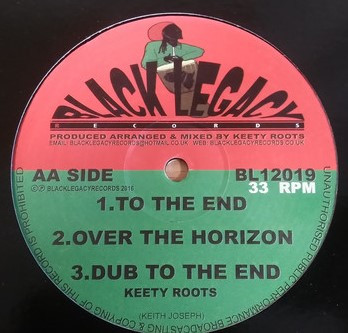 BLACK LEGACY
RECORDS
PRODUCED ARRANGED & MIXED BY KEETY ROOTS
EMAIL: BLACKLEGACYRECORDS@HOTMAIL.CO.UK WEB: BLACKLEGACYRECORDS.CO.UK
AA SIDE
BL12019
℗© BLACKLEGACYRECORDS 2016
33 RPM
1.TO THE END
2.OVER THE HORIZON
3.DUB TO THE END
KEETY ROOTS
(KEITH JOSEPH)
UNAUTHORISED PUBLIC PERFORMANCE BROADCASTING & COPYING OF THIS RECORD IS PROHIBITED